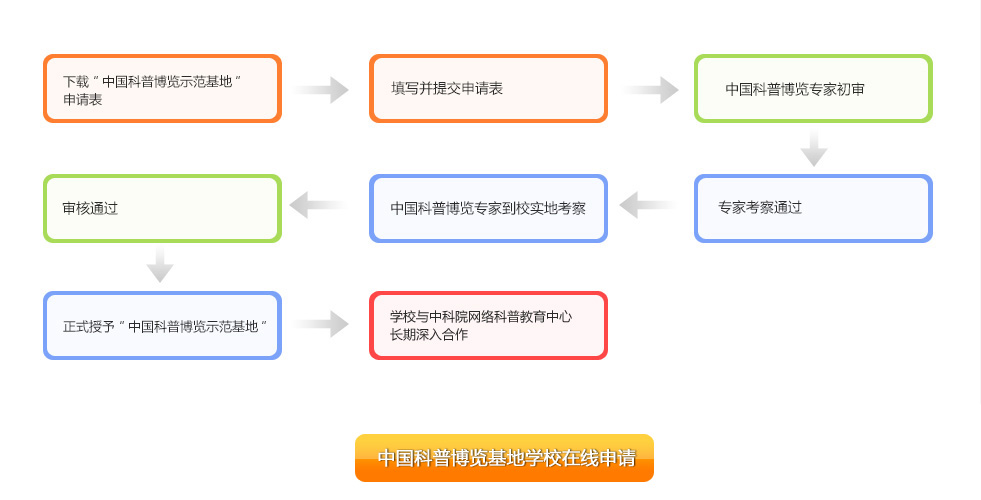 下载“中国科普博览示范基地”
申请表
填写并提交申请表
中国科普博览专家初审
专家考察通过
中国科普博览专家到校实地考察
审核通过
正式授予“中国科普博览示范基地”
学校与中科院网络科普教育中心
长期深入合作
中国科普博览基地学校在线申请